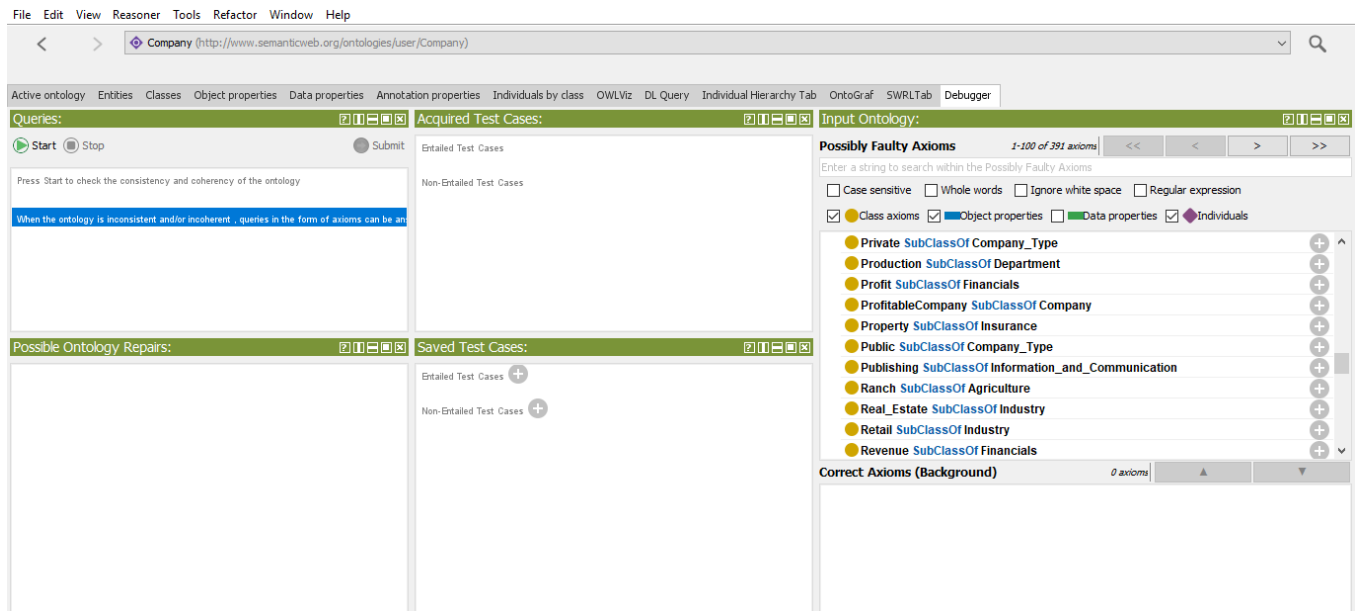 File Edit View Reasoner Tools Refactor Window Help
Company (http://www.semanticweb.org/ontologies/user/Company)
Active ontology Entities Classes Object properties Data properties Annotation properties Individuals by class OWLViz DL Query Individual Hierarchy Tab OntoGraf SWRLTab Debugger
Queries:
Start Stop Submit
Press Start to check the consistency and coherency of the ontology
When the ontology is inconsistent and/or incoherent , queries in the form of axioms can be an
Acquired Test Cases:
Entailed Test Cases
Non-Entailed Test Cases
Possible Ontology Repairs:
Saved Test Cases:
Entailed Test Cases
Non-Entailed Test Cases
Input Ontology:
Possibly Faulty Axioms 1-100 of 391 axioms << < > >>
Enter a string to search within the Possibly Faulty Axioms
Case sensitive Whole words Ignore white space Regular expression
Class axioms Object properties Data properties Individuals
Private SubClassOf Company_Type
Production SubClassOf Department
Profit SubClassOf Financials
ProfitableCompany SubClassOf Company
Property SubClassOf Insurance
Public SubClassOf Company_Type
Publishing SubClassOf Information_and_Communication
Ranch SubClassOf Agriculture
Real_Estate SubClassOf Industry
Retail SubClassOf Industry
Revenue SubClassOf Financials
Correct Axioms (Background) 0 axioms